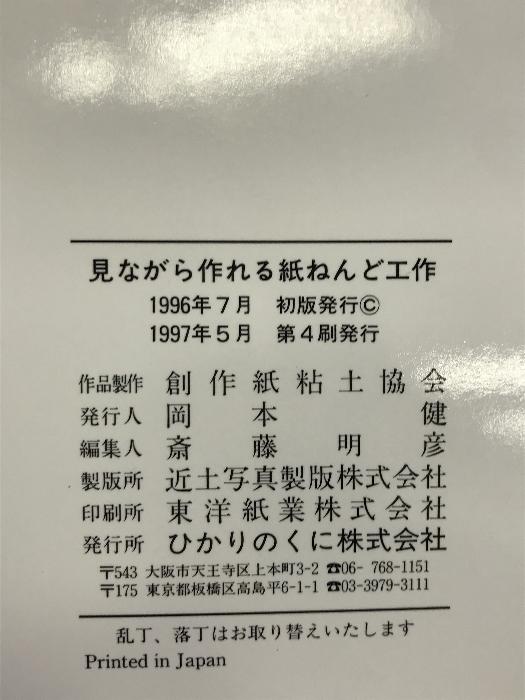 見ながら作れる紙ねんど工作
1996年7月 初版発行©
1997年5月 第4刷発行
作品製作 創作紙粘土協会
発行人 岡本健
編集人 斎藤明彦
製版所 近土写真製版株式会社
印刷所 東洋紙業株式会社
発行所 ひかりのくに株式会社
〒543 大阪市天王寺区上本町3-2 ☎06-768-1151
〒175 東京都板橋区高島平6-1-1 ☎03-3979-3111
乱丁、落丁はお取り替えいたします
Printed in Japan